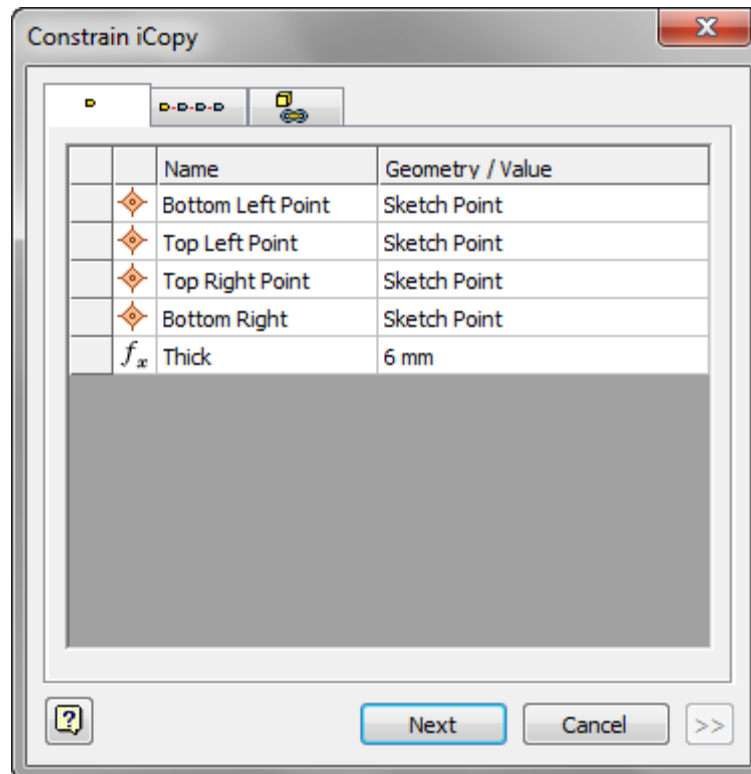 Constrain iCopy
Name Geometry / Value
Bottom Left Point Sketch Point
Top Left Point Sketch Point
Top Right Point Sketch Point
Bottom Right Sketch Point
fx Thick 6 mm
? Next Cancel >>